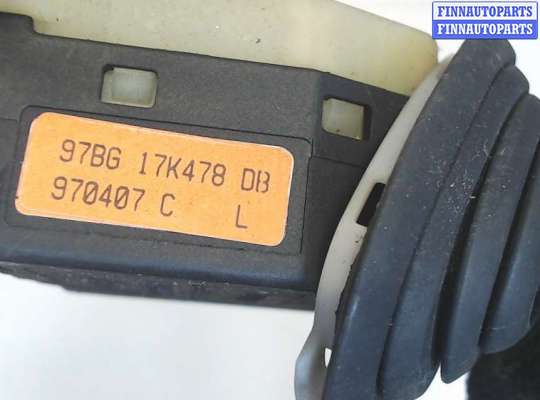 FINNAUTOPARTS
FINNAUTOPARTS
97BG 17K478 DB
970407 C L